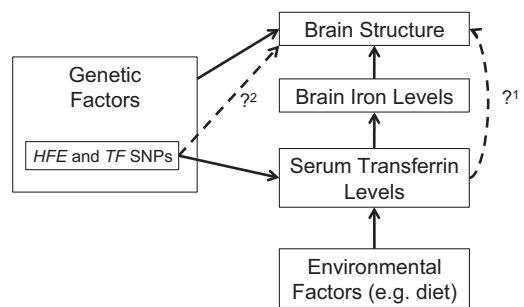 Brain Structure
Genetic
Factors
?²
Brain Iron Levels
?¹
HFE and TF SNPs
Serum Transferrin
Levels
Environmental
Factors (e.g. diet)